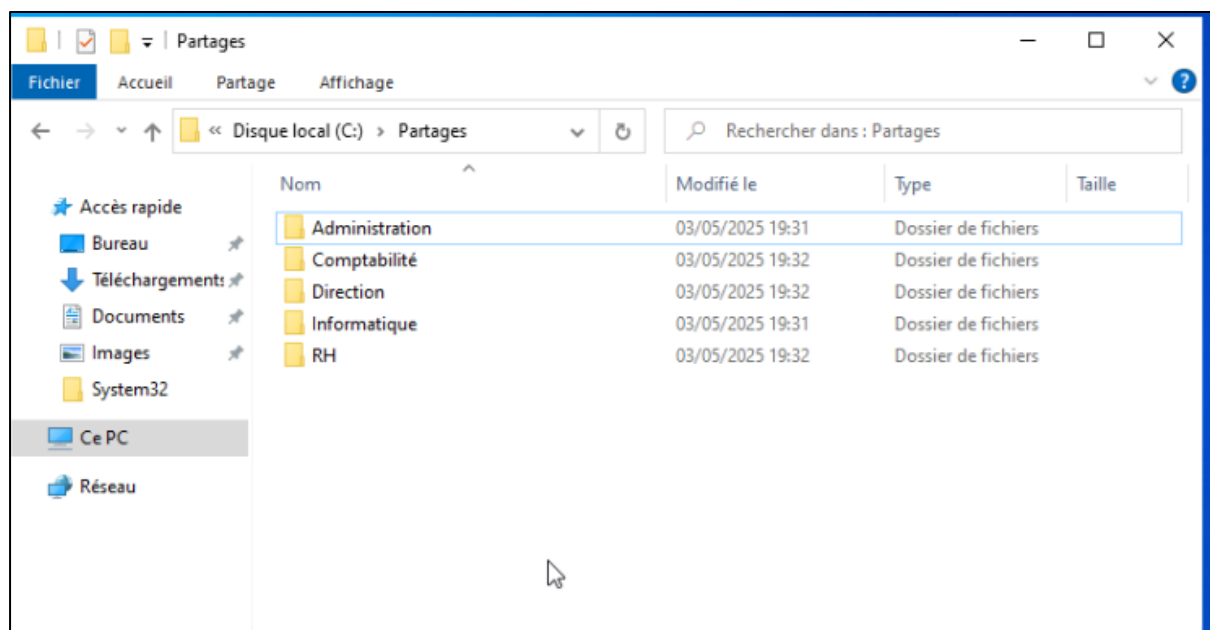 Partages
Fichier Accueil Partage Affichage
« Disque local (C:) › Partages Rechercher dans : Partages
Nom Modifié le Type Taille
Accès rapide
Bureau
Téléchargements
Documents
Images
System32
Ce PC
Réseau
Administration 03/05/2025 19:31 Dossier de fichiers
Comptabilité 03/05/2025 19:32 Dossier de fichiers
Direction 03/05/2025 19:32 Dossier de fichiers
Informatique 03/05/2025 19:31 Dossier de fichiers
RH 03/05/2025 19:32 Dossier de fichiers